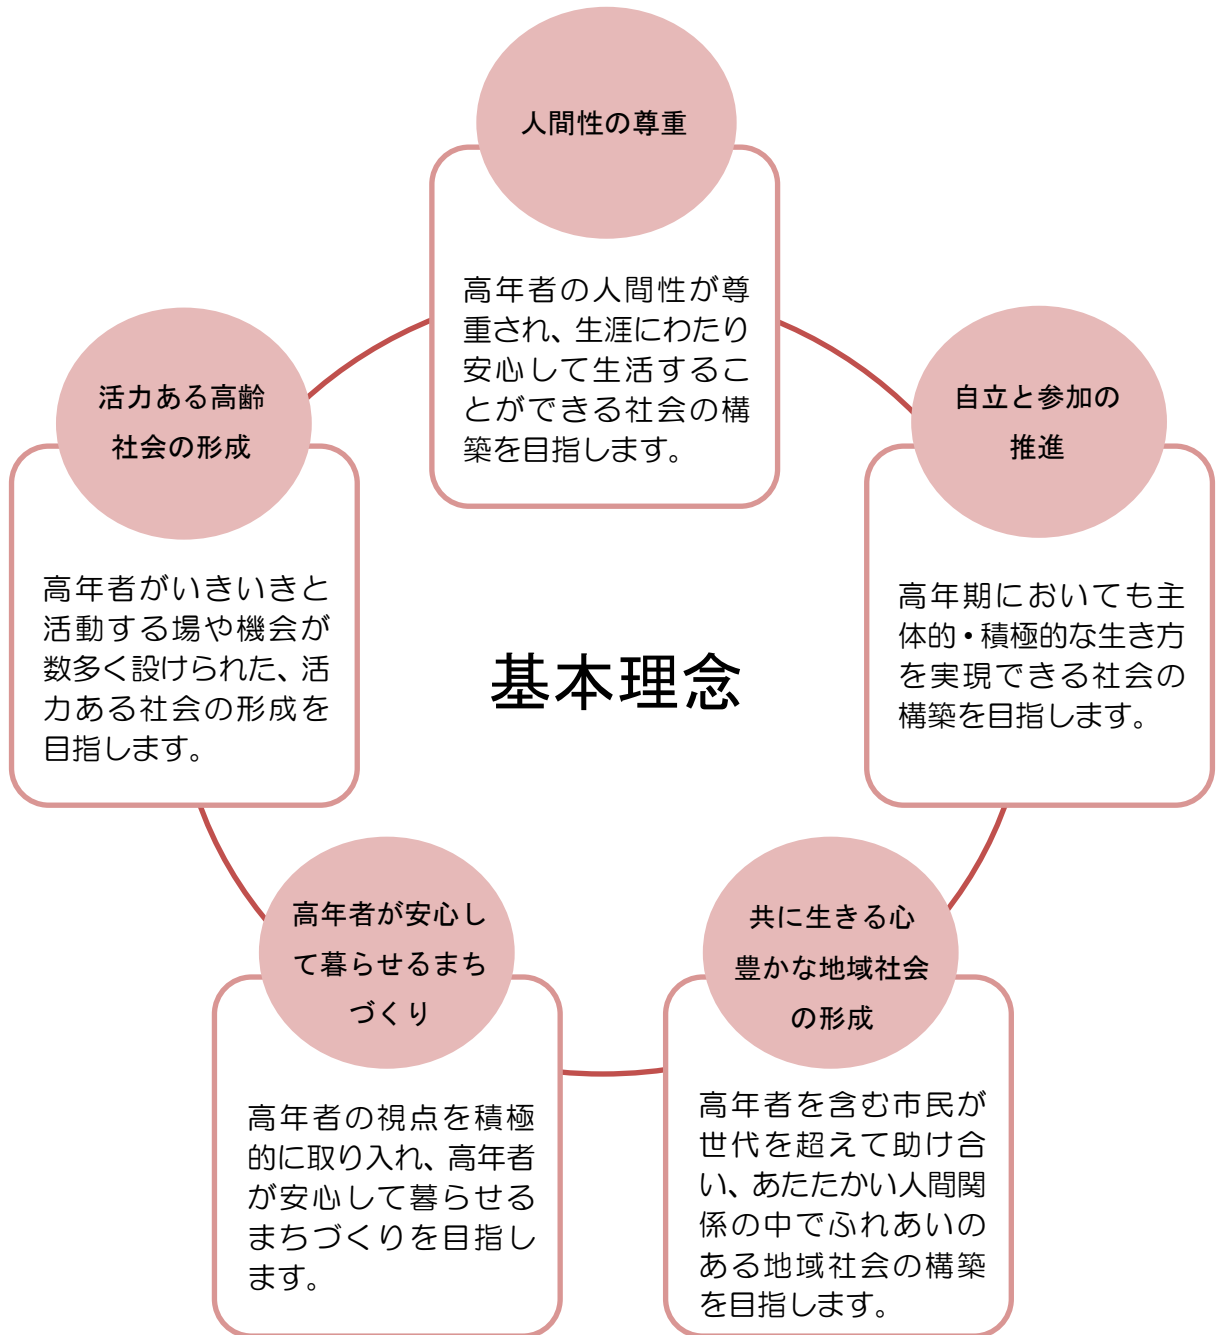 人間性の尊重
高年者の人間性が尊
重され、生涯にわたり
安心して生活するこ
とができる社会の構
築を目指します。
活力ある高齢
社会の形成
高年者がいきいきと
活動する場や機会が
数多く設けられた、活
力ある社会の形成を
目指します。
自立と参加の
推進
高年期においても主
体的・積極的な生き方
を実現できる社会の
構築を目指します。
基本理念
高年者が安心し
て暮らせるまち
づくり
高年者の視点を積極
的に取り入れ、高年者
が安心して暮らせる
まちづくりを目指し
ます。
共に生きる心
豊かな地域社会
の形成
高年者を含む市民が
世代を超えて助け合
い、あたたかい人間関
係の中でふれあいの
ある地域社会の構築
を目指します。